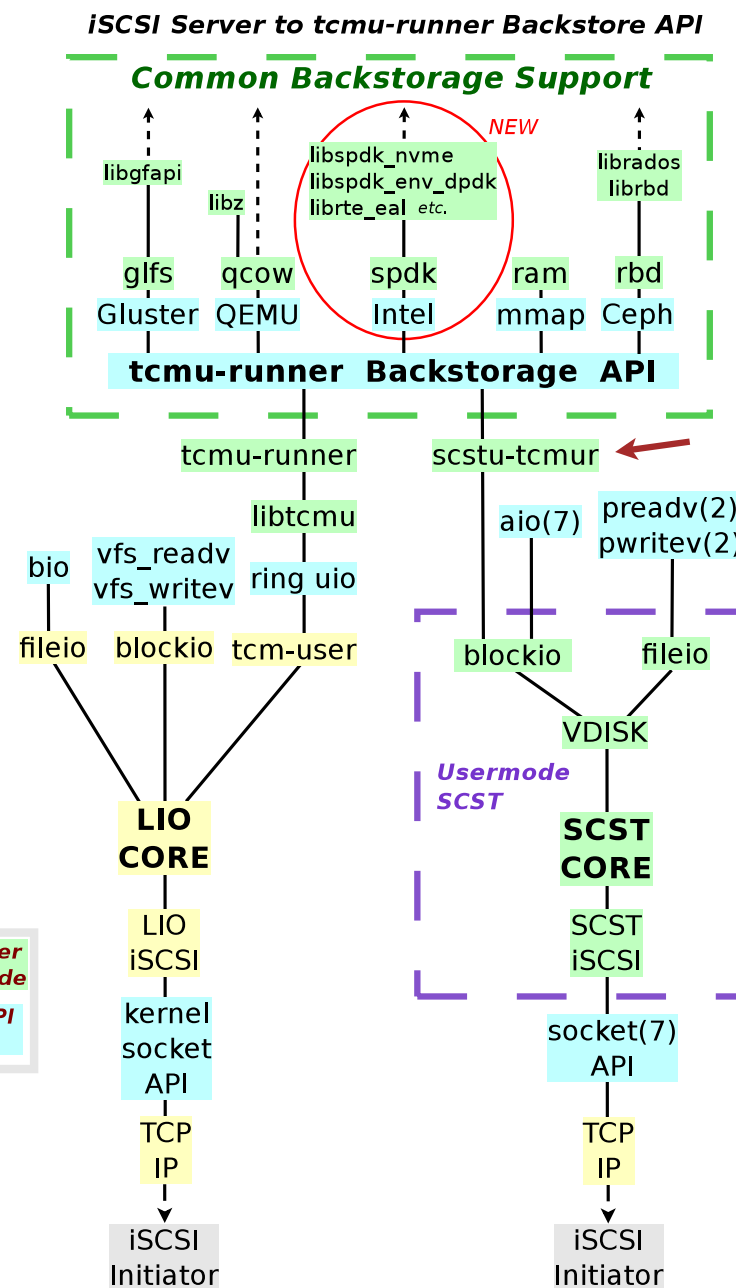 iSCSI Server to tcmu-runner Backstore API
Common Backstorage Support
NEW
libgfapi
libz
libspdk_nvme
libspdk_env_dpdk
librte_eal etc.
librados
librbd
glfs
qcow
spdk
ram
rbd
Gluster
QEMU
Intel
mmap
Ceph
tcmu-runner Backstorage API
tcmu-runner
scstu-tcmur
libtcmu
aio(7)
preadv(2)
pwritev(2)
bio
vfs_readv
vfs_writev
ring uio
fileio
blockio
tcm-user
blockio
fileio
VDISK
Usermode
SCST
LIO
CORE
SCST
CORE
LIO
iSCSI
SCST
iSCSI
kernel
socket
API
socket(7)
API
TCP
IP
TCP
IP
iSCSI
Initiator
iSCSI
Initiator